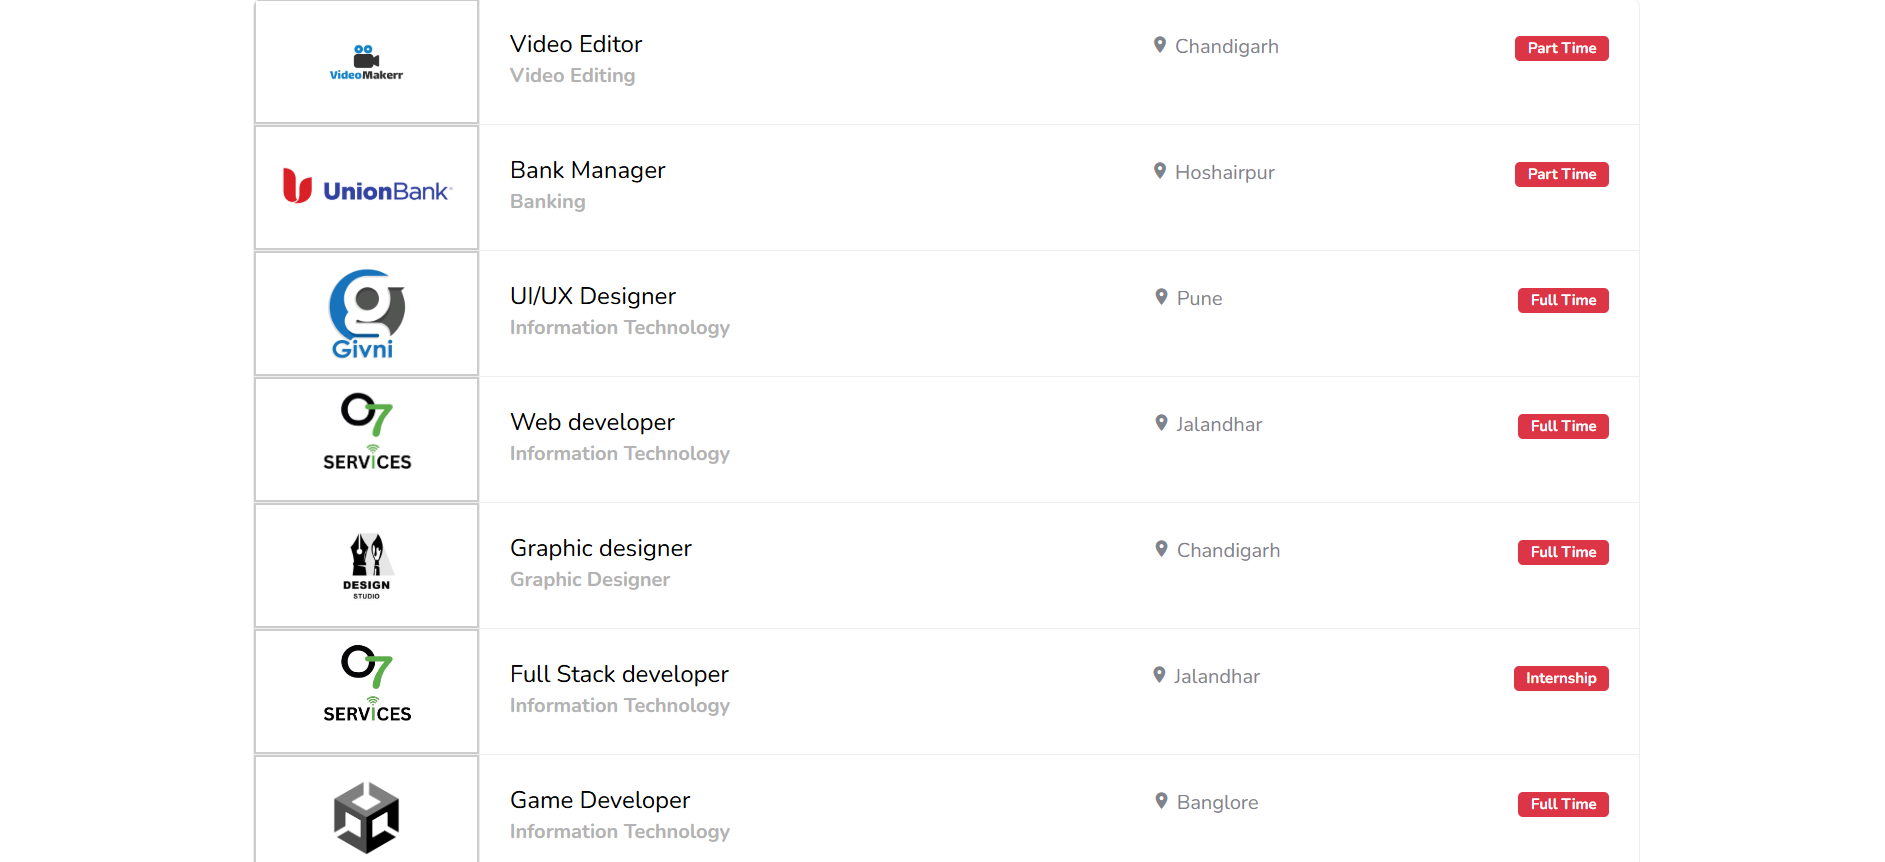 VideoMakerr
Video Editor
Video Editing
Chandigarh
Part Time
UnionBank
Bank Manager
Banking
Hoshairpur
Part Time
Givni
UI/UX Designer
Information Technology
Pune
Full Time
O7
SERVICES
Web developer
Information Technology
Jalandhar
Full Time
DESIGN
STUDIO
Graphic designer
Graphic Designer
Chandigarh
Full Time
O7
SERVICES
Full Stack developer
Information Technology
Jalandhar
Internship
Game Developer
Information Technology
Banglore
Full Time